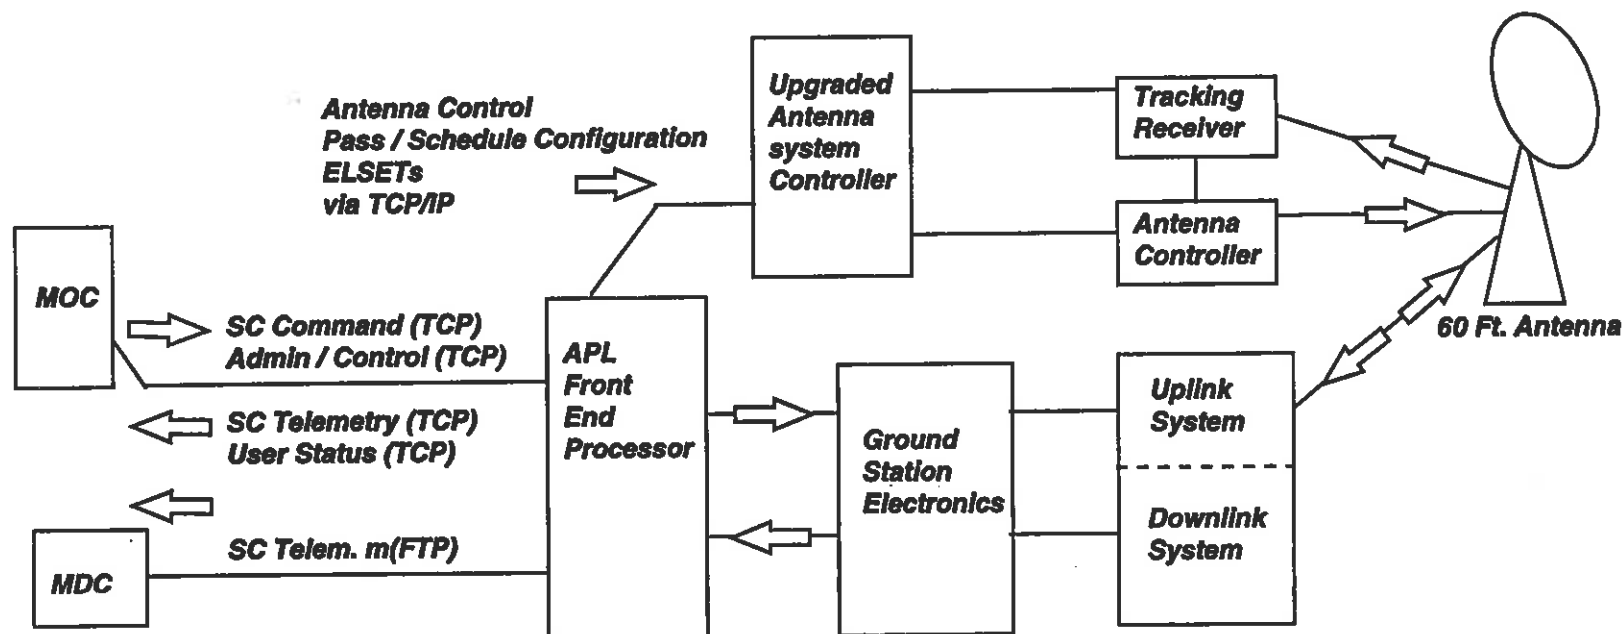 Antenna Control
Pass / Schedule Configuration
ELSETs
via TCP/IP
Upgraded
Antenna
system
Controller
Tracking
Receiver
Antenna
Controller
60 Ft. Antenna
MOC
SC Command (TCP)
Admin / Control (TCP)
SC Telemetry (TCP)
User Status (TCP)
SC Telem. m(FTP)
MDC
APL
Front
End
Processor
Ground
Station
Electronics
Uplink
System
Downlink
System